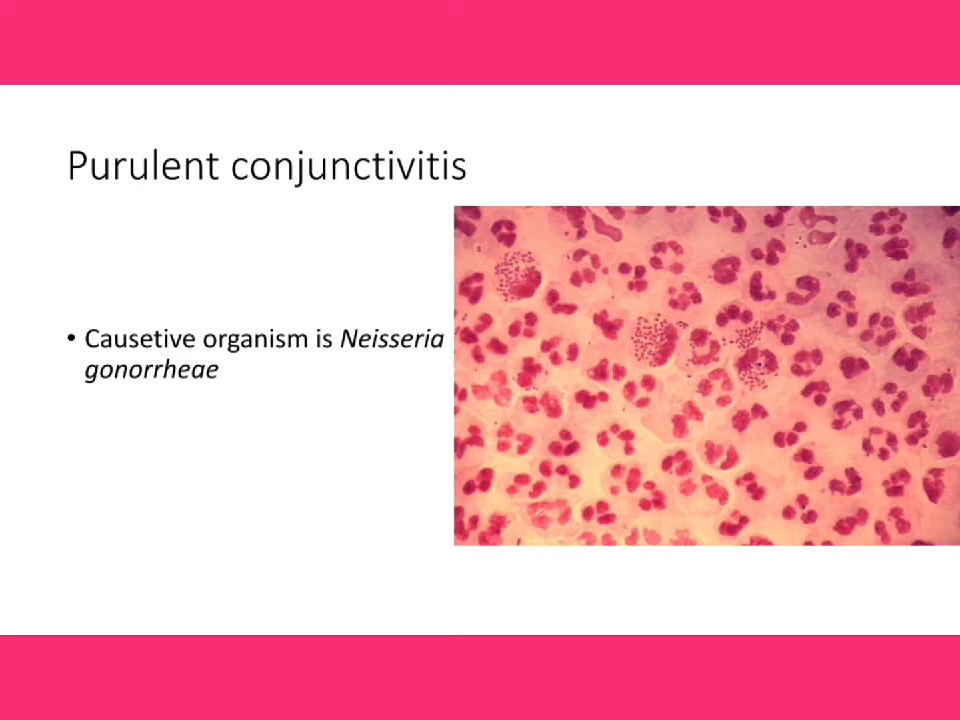 Purulent conjunctivitis
• Causetive organism is Neisseria
gonorrheae